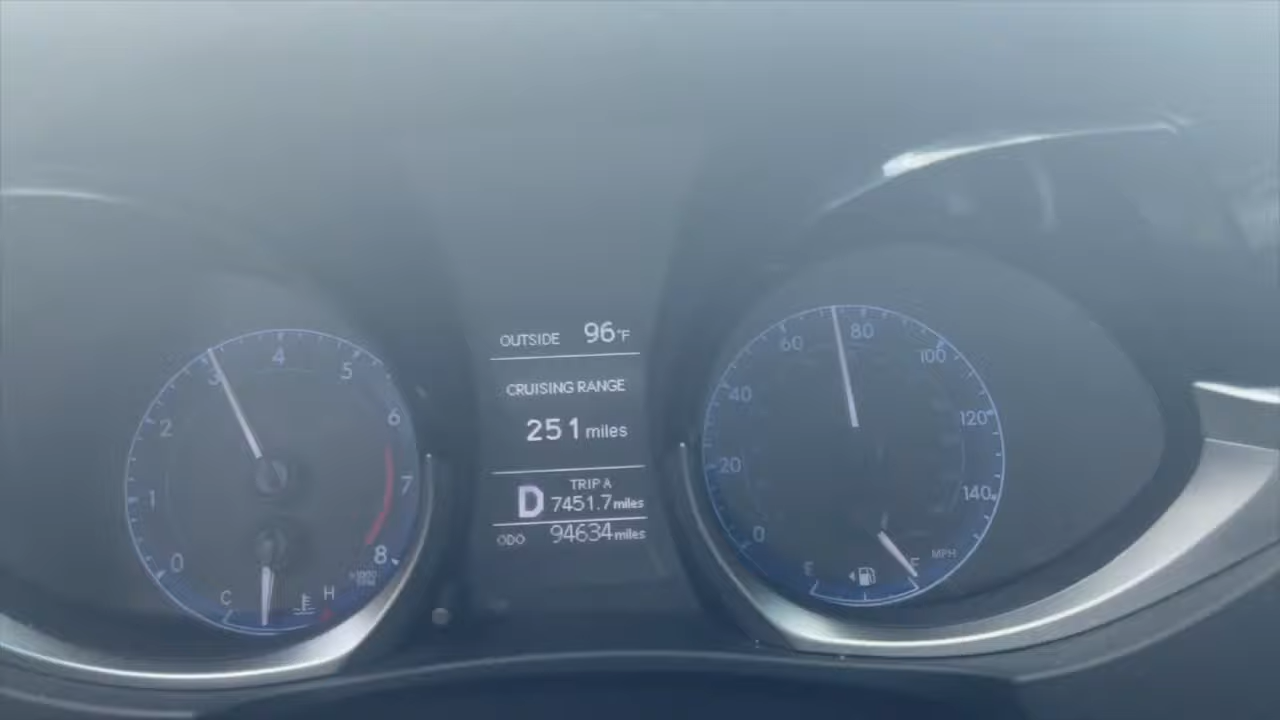 OUTSIDE 96°F
CRUISING RANGE
251 miles
TRIP A
D 7451.7 miles
ODO 94634 miles
0 1 2 3 4 5 6 7 8
C H
0 20 40 60 80 100 120 140
MPH
E F